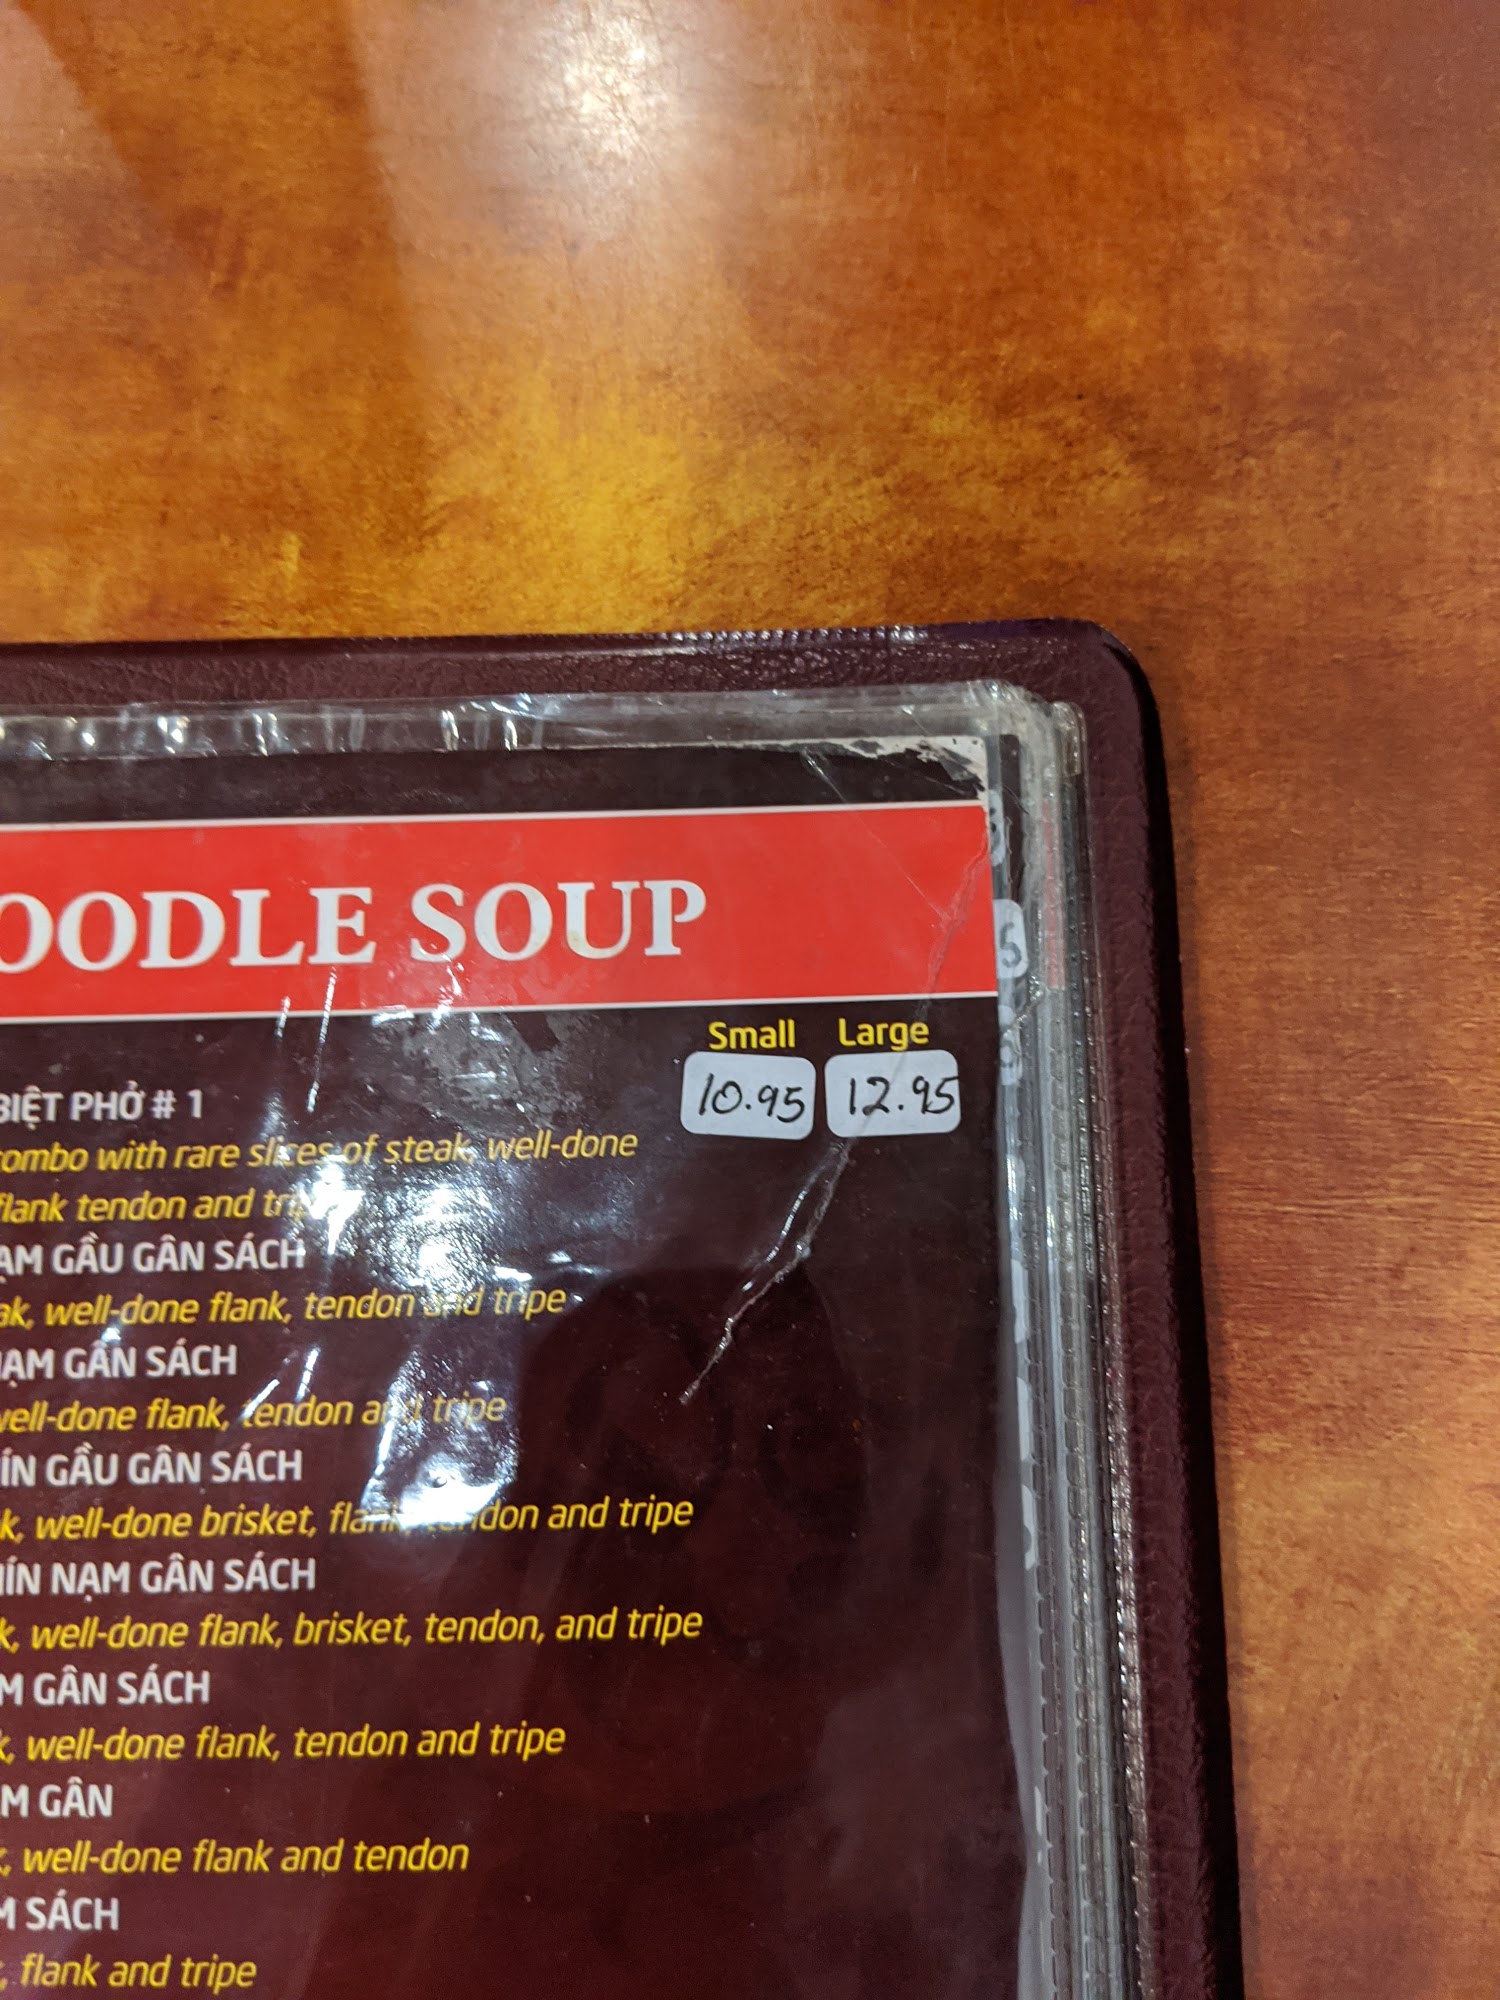 OODLE SOUP
Small Large
10.95 12.95
BIỆT PHỞ # 1
combo with rare slices of steak, well-done
flank tendon and tripe
ẠM GẦU GÂN SÁCH
ak, well-done flank, tendon and tripe
NẠM GÂN SÁCH
well-done flank, tendon and tripe
ÍN GẦU GÂN SÁCH
k, well-done brisket, flank, tendon and tripe
HÍN NẠM GÂN SÁCH
k, well-done flank, brisket, tendon, and tripe
M GÂN SÁCH
k, well-done flank, tendon and tripe
M GÂN
, well-done flank and tendon
M SÁCH
, flank and tripe